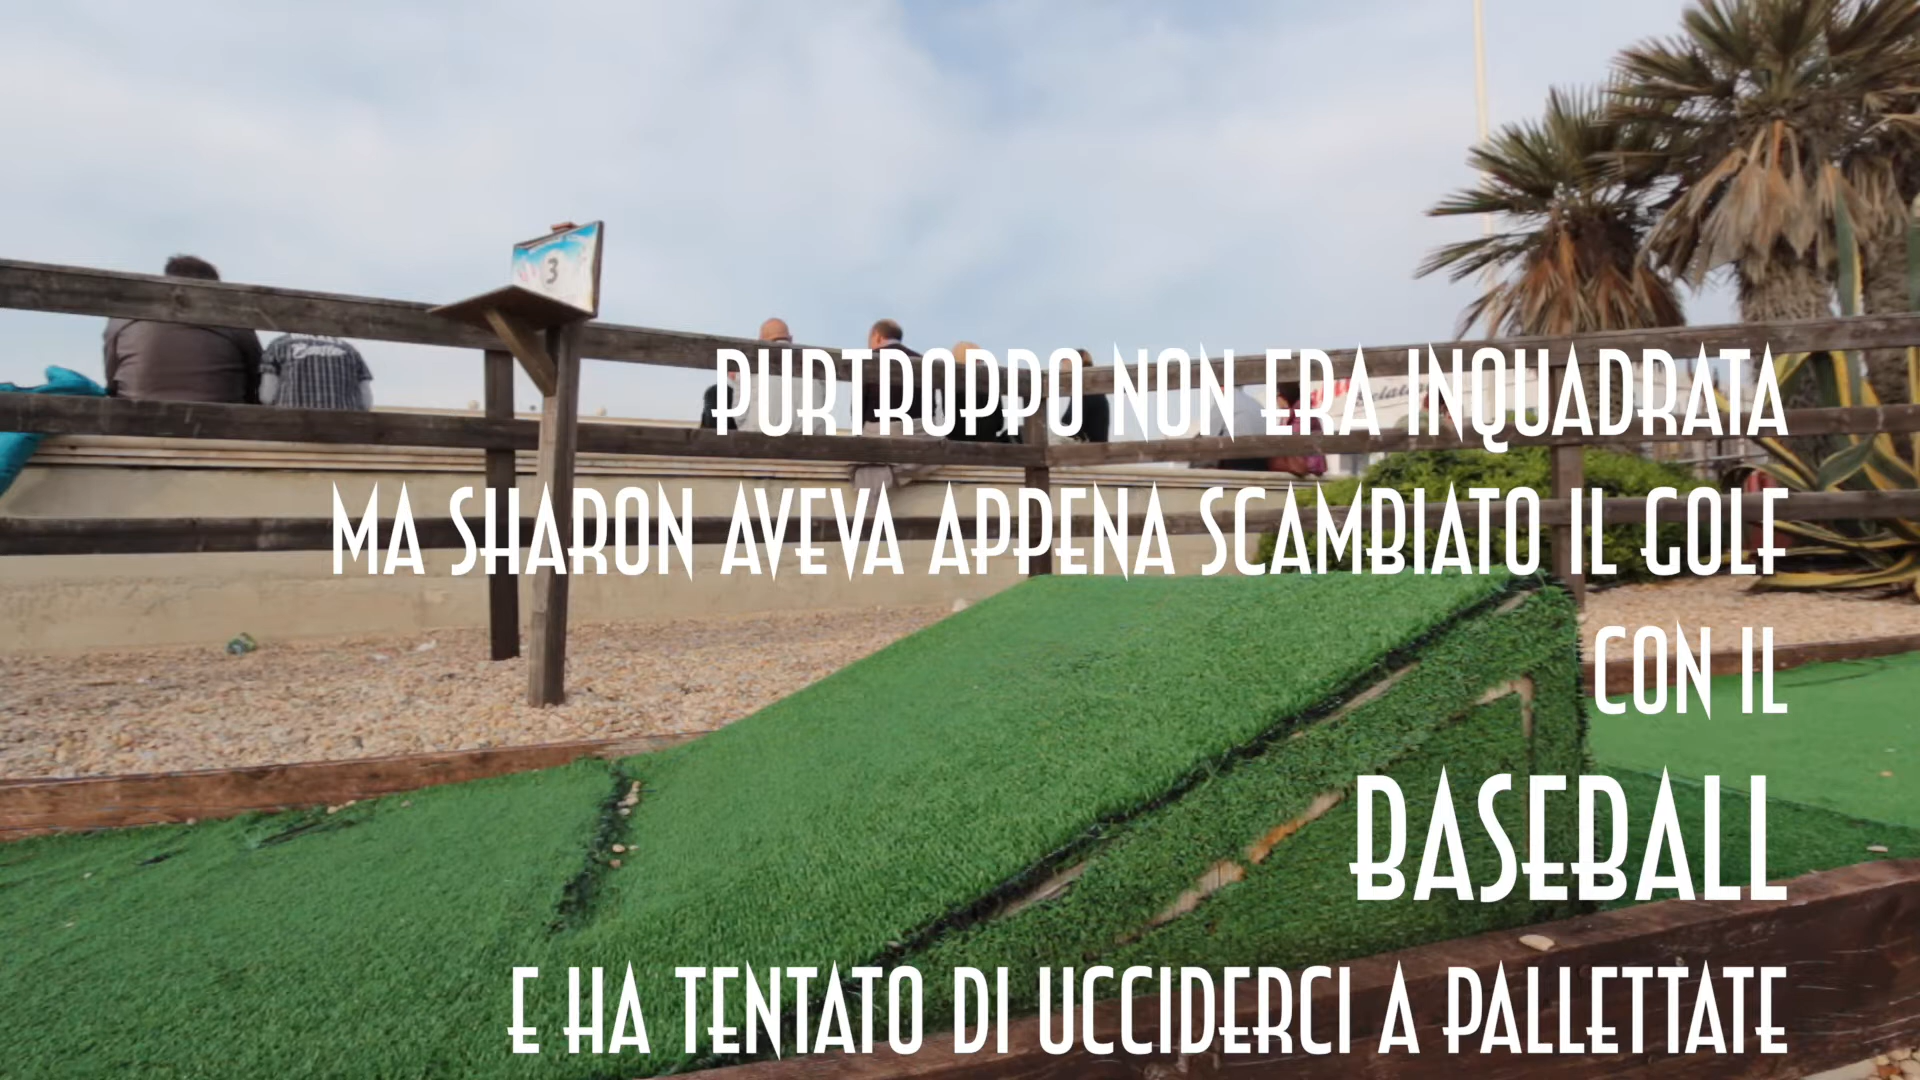 3
PURTROPPO NON ERA INQUADRATA
MA SHARON AVEVA APPENA SCAMBIATO IL GOLF
CON IL
BASEBALL
E HA TENTATO DI UCCIDERCI A PALLETTATE